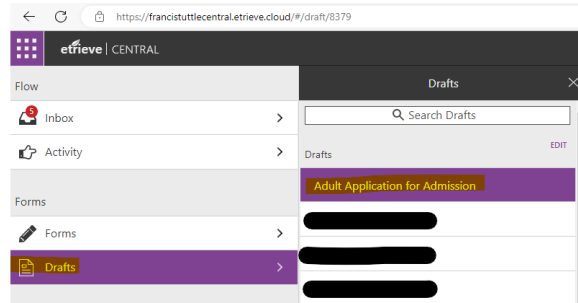 https://francistuttlecentral.etrieve.cloud/#/draft/8379
etrieve | CENTRAL
Flow
5
Inbox
Activity
Forms
Forms
Drafts
Drafts
Search Drafts
Drafts
EDIT
Adult Application for Admission